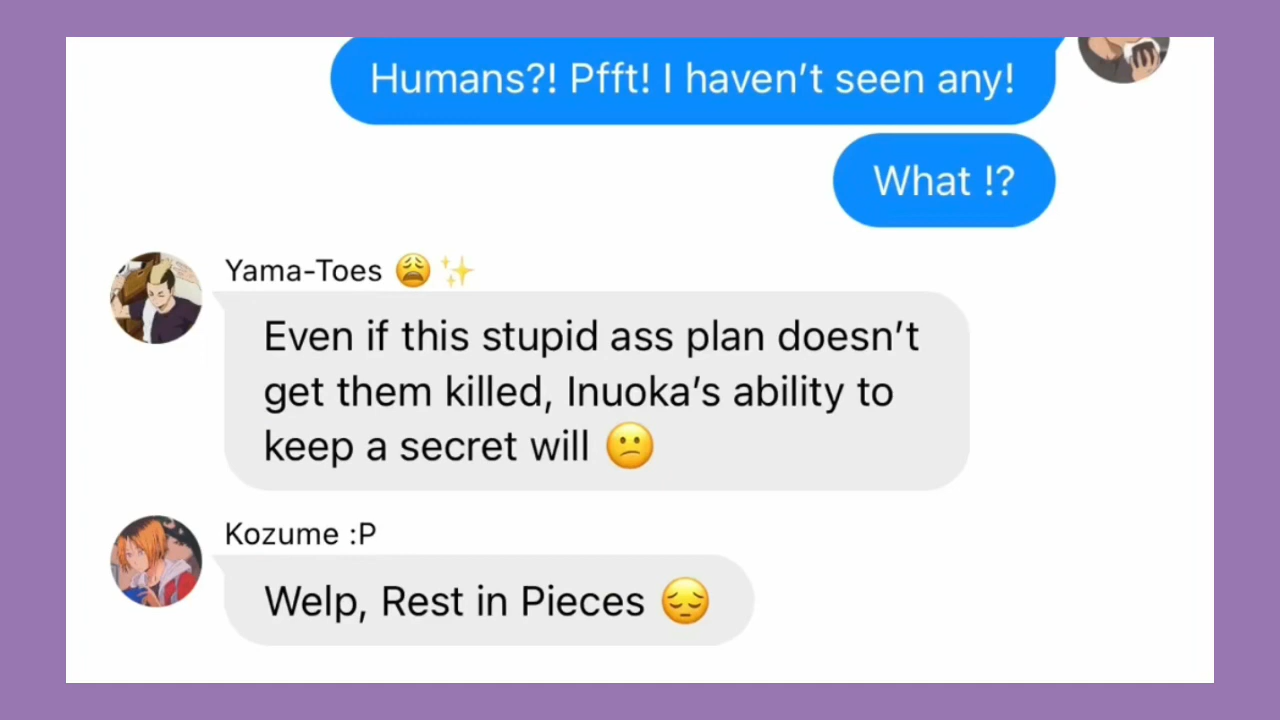 Humans?! Pfft! I haven’t seen any!
What !?
Yama-Toes 😩 ✨
Even if this stupid ass plan doesn’t
get them killed, Inuoka’s ability to
keep a secret will 😕
Kozume :P
Welp, Rest in Pieces 😔